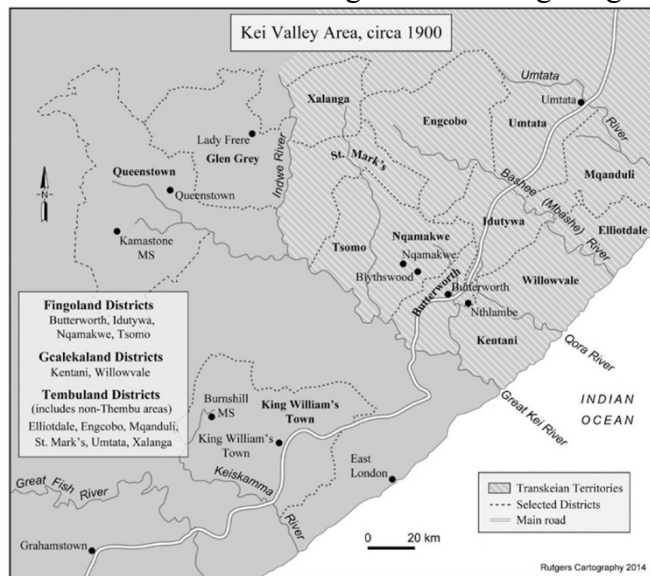 Kei Valley Area, circa 1900
Umtata
Xalanga
Umtata
Engcobo
Umtata
River
Lady Frere
Glen Grey
Indwe River
St. Mark's
Mqanduli
Queenstown
Queenstown
Bashee (Mbashe) River
-N-
Idutywa
Elliotdale
Kamastone
MS
Tsomo
Nqamakwe
Nqamakwe
Blythswood
Willowvale
Butterworth
Butterworth
Nthlambe
Kentani
Qora River
Great Kei River
Fingoland Districts
Butterworth, Idutywa,
Nqamakwe, Tsomo
Gcalekaland Districts
Kentani, Willowvale
Tembuland Districts
(includes non-Thembu areas)
Elliotdale, Engcobo, Mqanduli,
St. Mark's, Umtata, Xalanga
INDIAN
OCEAN
Burnshill
MS
King William's
Town
King William's
Town
East
London
Keiskamma
River
Great
Fish River
Grahamstown
0 20 km
Transkeian Territories
Selected Districts
Main road
Rutgers Cartography 2014